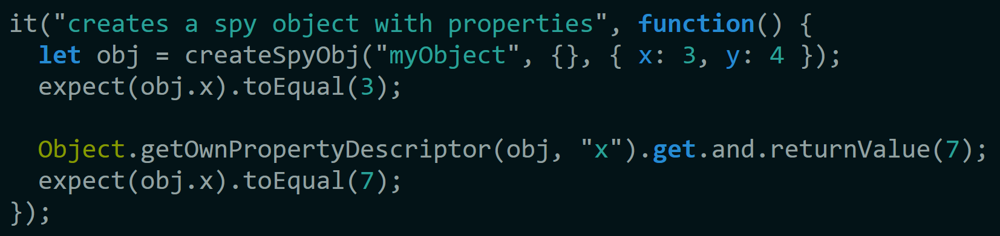 it("creates a spy object with properties", function() {
  let obj = createSpyObj("myObject", {}, { x: 3, y: 4 });
  expect(obj.x).toEqual(3);

  Object.getOwnPropertyDescriptor(obj, "x").get.and.returnValue(7);
  expect(obj.x).toEqual(7);
});